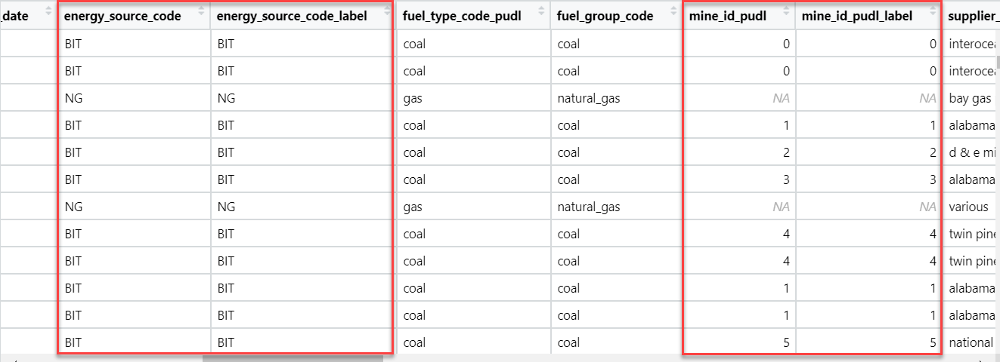 _date energy_source_code energy_source_code_label fuel_type_code_pudl fuel_group_code mine_id_pudl mine_id_pudl_label supplier_
BIT BIT coal coal 0 0 interocea
BIT BIT coal coal 0 0 interocea
NG NG gas natural_gas NA NA bay gas
BIT BIT coal coal 1 1 alabama
BIT BIT coal coal 2 2 d & e mi
BIT BIT coal coal 3 3 alabama
NG NG gas natural_gas NA NA various
BIT BIT coal coal 4 4 twin pine
BIT BIT coal coal 4 4 twin pine
BIT BIT coal coal 1 1 alabama
BIT BIT coal coal 1 1 alabama
BIT BIT coal coal 5 5 national